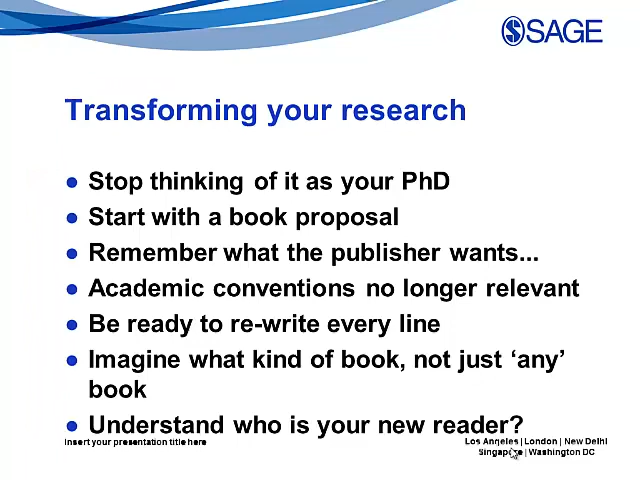 SAGE
Transforming your research
● Stop thinking of it as your PhD
● Start with a book proposal
● Remember what the publisher wants...
● Academic conventions no longer relevant
● Be ready to re-write every line
● Imagine what kind of book, not just ‘any’
book
● Understand who is your new reader?
Insert your presentation title here
Los Angeles | London | New Delhi
Singapore | Washington DC